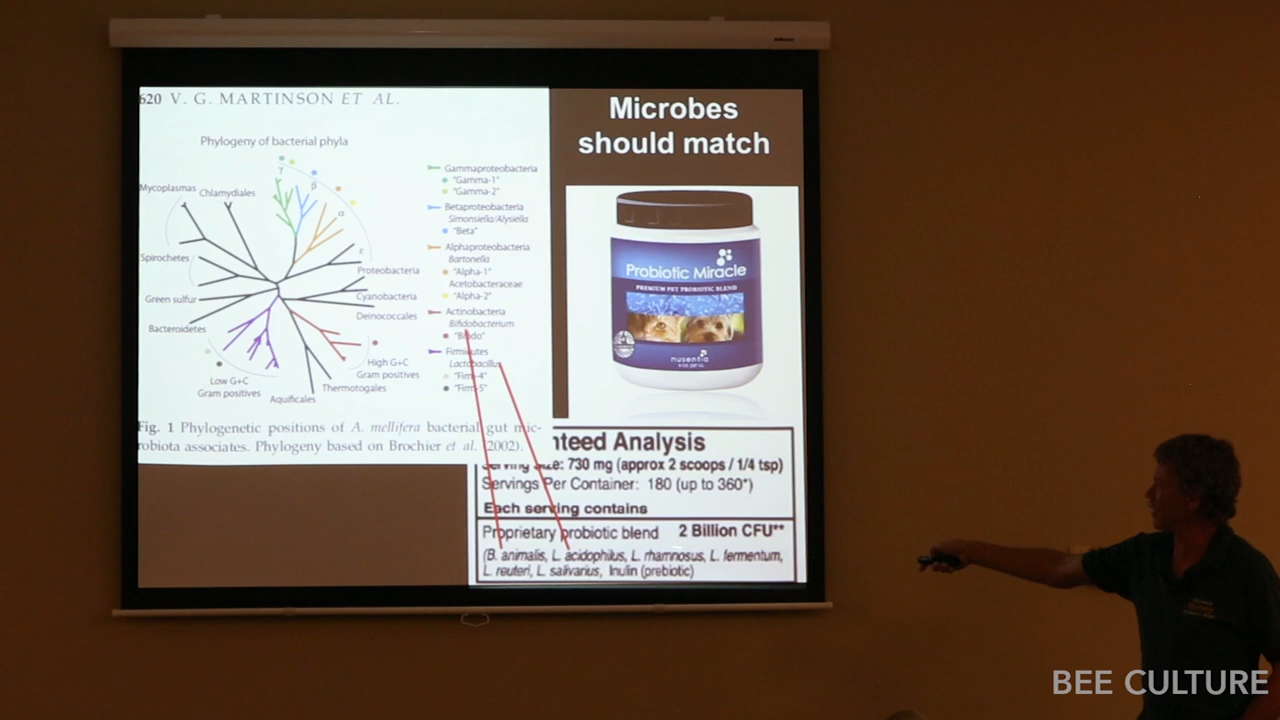 620 V. G. MARTINSON ET AL.
Phylogeny of bacterial phyla
Mycoplasmas
Chlamydiales
γ
β
α
ε
Spirochetes
Green sulfur
Bacteroidetes
Proteobacteria
Cyanobacteria
Deinococcales
Low G+C
Gram positives
High G+C
Gram positives
Thermotogales
Aquificales
Gammaproteobacteria
"Gamma-1"
"Gamma-2"
Betaproteobacteria
Simonsiella/Alysiella
"Beta"
Alphaproteobacteria
Bartonella
"Alpha-1"
Acetobacteraceae
"Alpha-2"
Actinobacteria
Bifidobacterium
"Bifido"
Firmicutes
Lactobacillus
"Firm-4"
"Firm-5"
Fig. 1 Phylogenetic positions of A. mellifera bacterial gut mic-
robiota associates. Phylogeny based on Brochier et al. (2002).
Microbes
should match
Probiotic Miracle
PREMIUM PET PROBIOTIC BLEND
nusentia
nteed Analysis
Serving Size: 730 mg (approx 2 scoops / 1/4 tsp)
Servings Per Container: 180 (up to 360*)
Each serving contains
Proprietary probiotic blend 2 Billion CFU**
(B. animalis, L. acidophilus, L. rhamnosus, L. fermentum,
L. reuteri, L. salivarius, Inulin (prebiotic)
BEE CULTURE